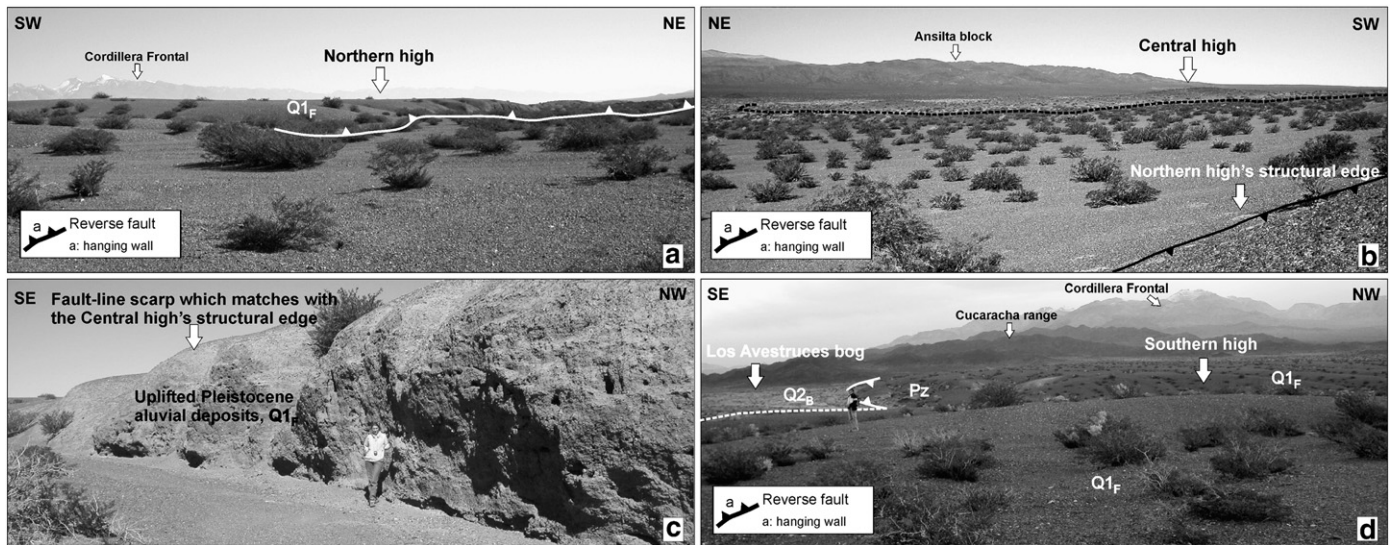 SW
NE
Cordillera Frontal
Northern high
Q1F
a
Reverse fault
a: hanging wall
a
NE
SW
Ansilta block
Central high
Northern high's structural edge
a
Reverse fault
a: hanging wall
b
SE
NW
Fault-line scarp which matches with
the Central high's structural edge
Uplifted Pleistocene
aluvial deposits, Q1F
c
SE
NW
Cordillera Frontal
Cucaracha range
Los Avestruces bog
Southern high
Q2B
Pz
Q1F
Q1F
a
Reverse fault
a: hanging wall
d